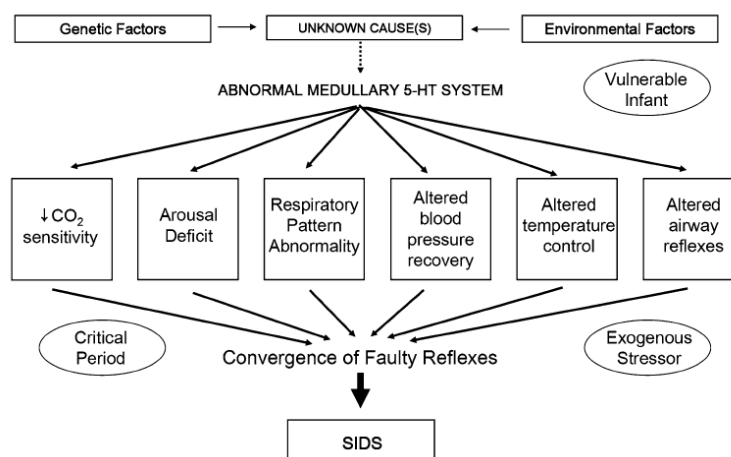 Genetic Factors
UNKNOWN CAUSE(S)
Environmental Factors
ABNORMAL MEDULLARY 5-HT SYSTEM
Vulnerable
Infant
↓CO₂
sensitivity
Arousal
Deficit
Respiratory
Pattern
Abnormality
Altered
blood
pressure
recovery
Altered
temperature
control
Altered
airway
reflexes
Critical
Period
Convergence of Faulty Reflexes
Exogenous
Stressor
SIDS